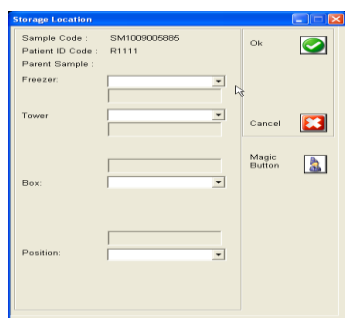 Storage Location
Sample Code : SM1009005885
Patient ID Code : R1111
Parent Sample :
Freezer:
Tower
Box:
Position:
Ok
Cancel
Magic
Button